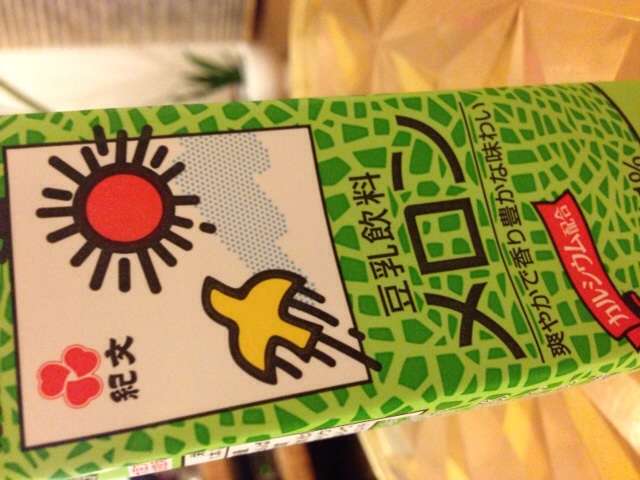 紀文
豆乳飲料
メロン
爽やかで香り豊かな味わい
カルシウム配合
%